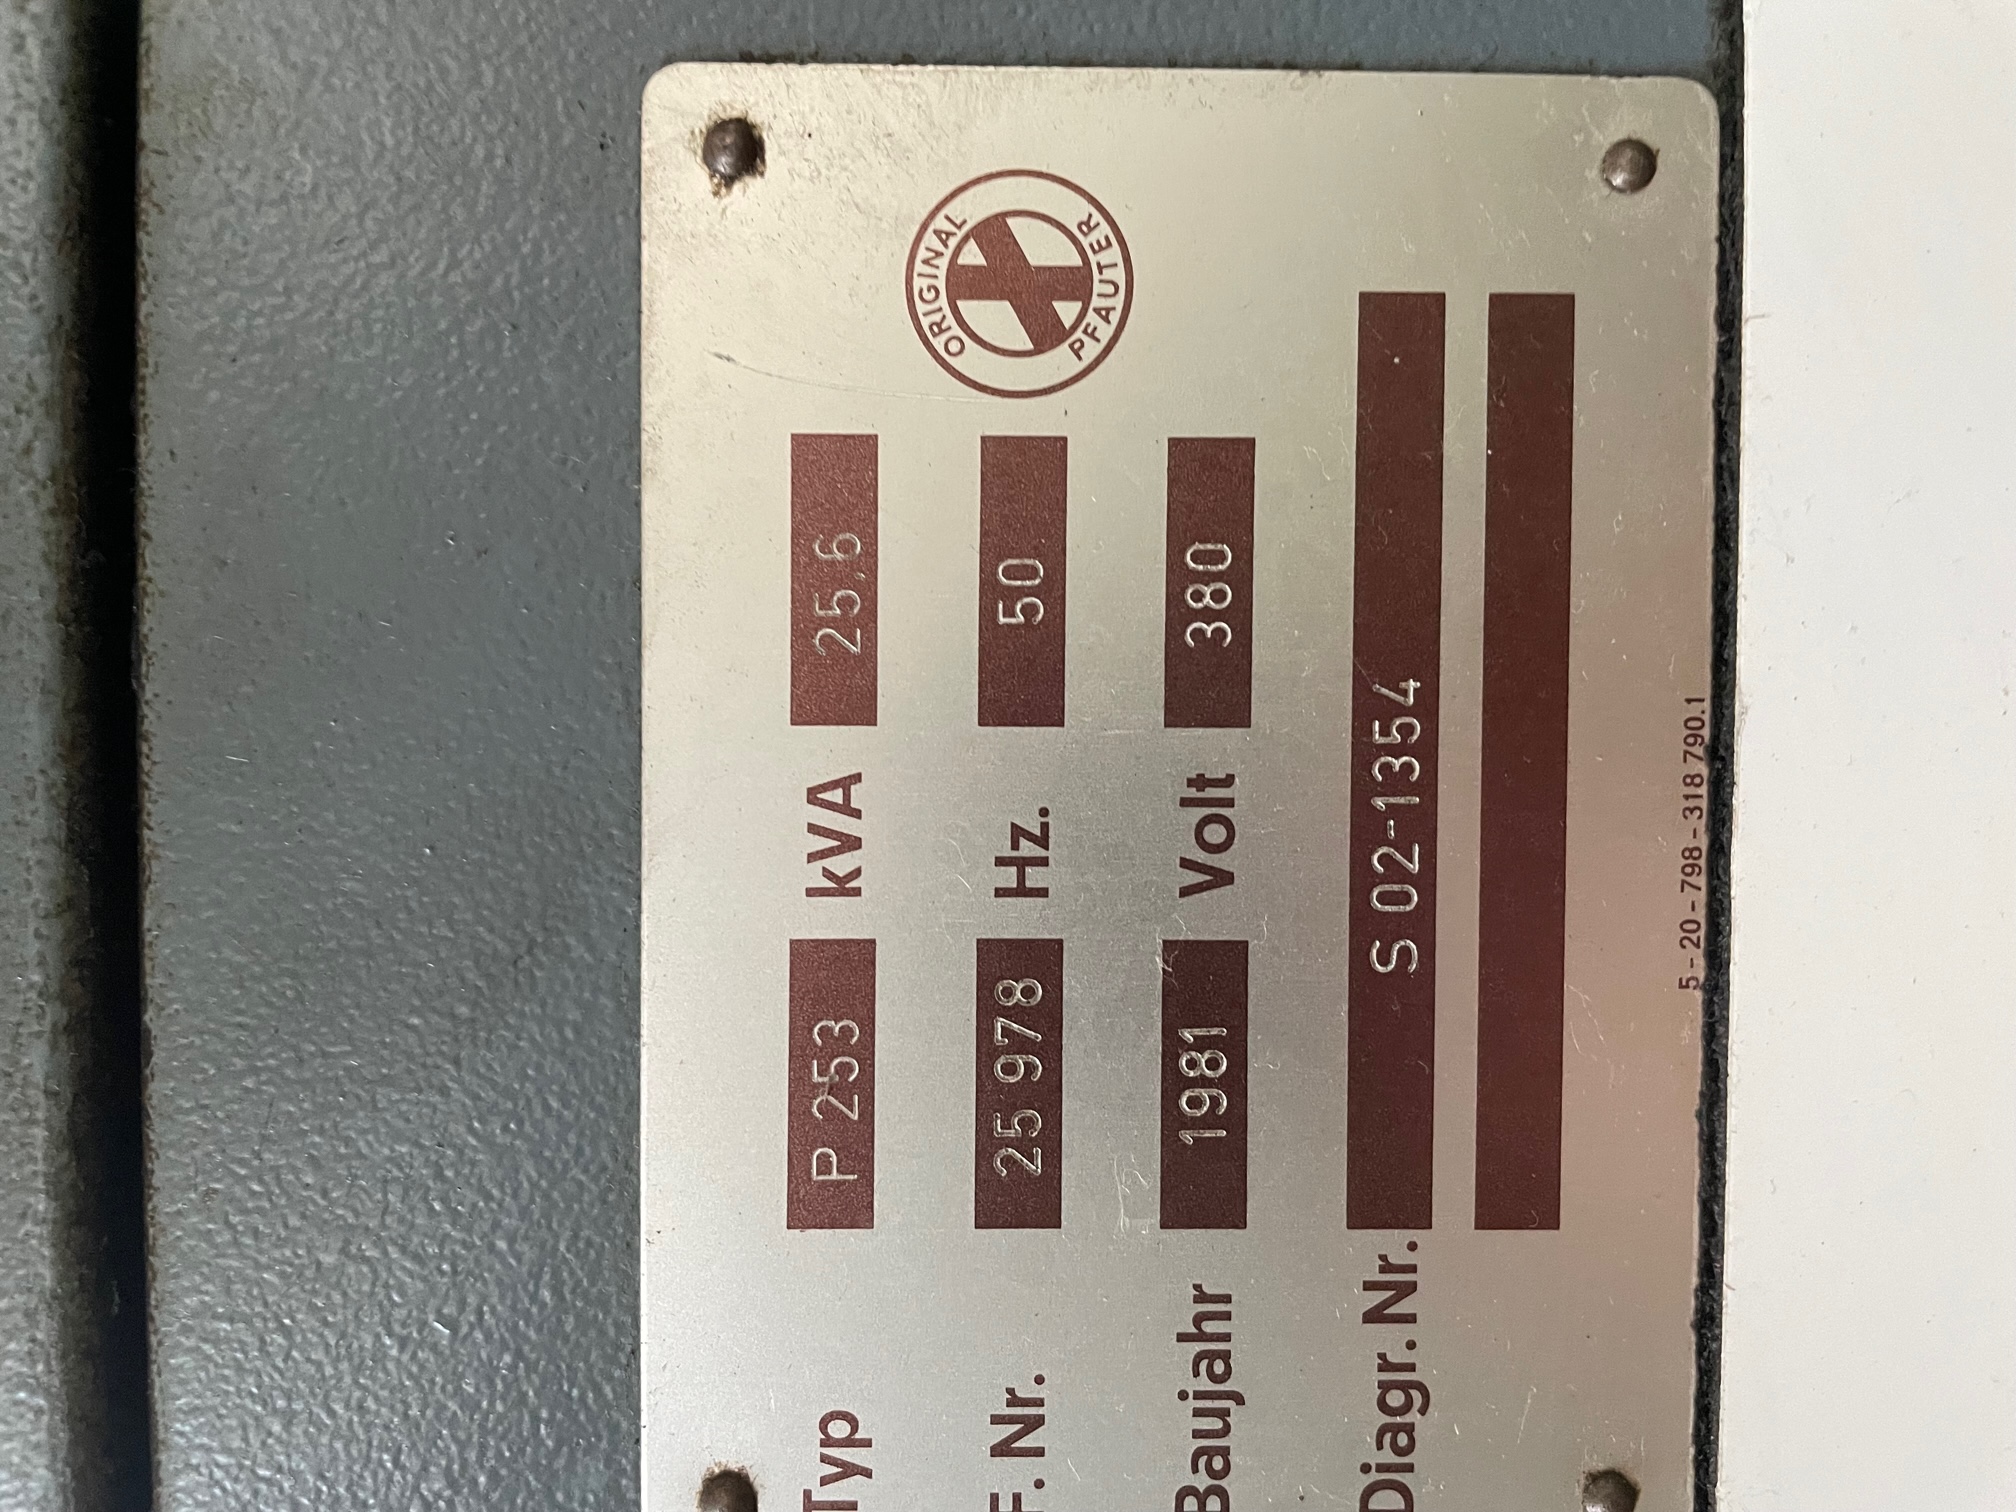 Typ P 253 kVA 25.6
F. Nr. 25 978 Hz. 50
Baujahr 1981 Volt 380
ORIGINAL PFAUTER
Diagr. Nr. S 02-1354
5 - 20 - 798 - 318 790.1